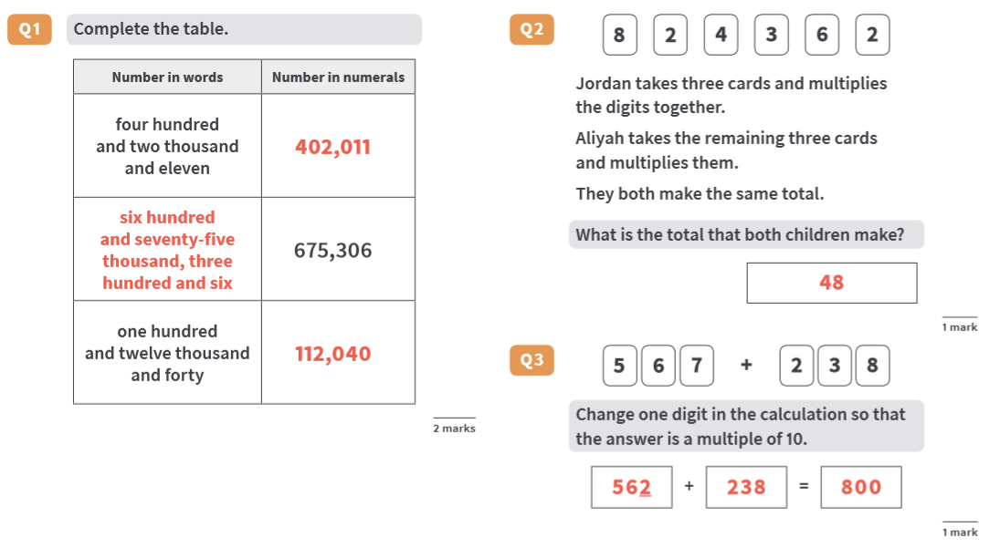 Q1
Complete the table.
Number in words
Number in numerals
four hundred
and two thousand
and eleven
402,011
six hundred
and seventy-five
thousand, three
hundred and six
675,306
one hundred
and twelve thousand
and forty
112,040
2 marks
Q2
8 2 4 3 6 2
Jordan takes three cards and multiplies
the digits together.
Aliyah takes the remaining three cards
and multiplies them.
They both make the same total.
What is the total that both children make?
48
1 mark
Q3
5 6 7 + 2 3 8
Change one digit in the calculation so that
the answer is a multiple of 10.
562 + 238 = 800
1 mark